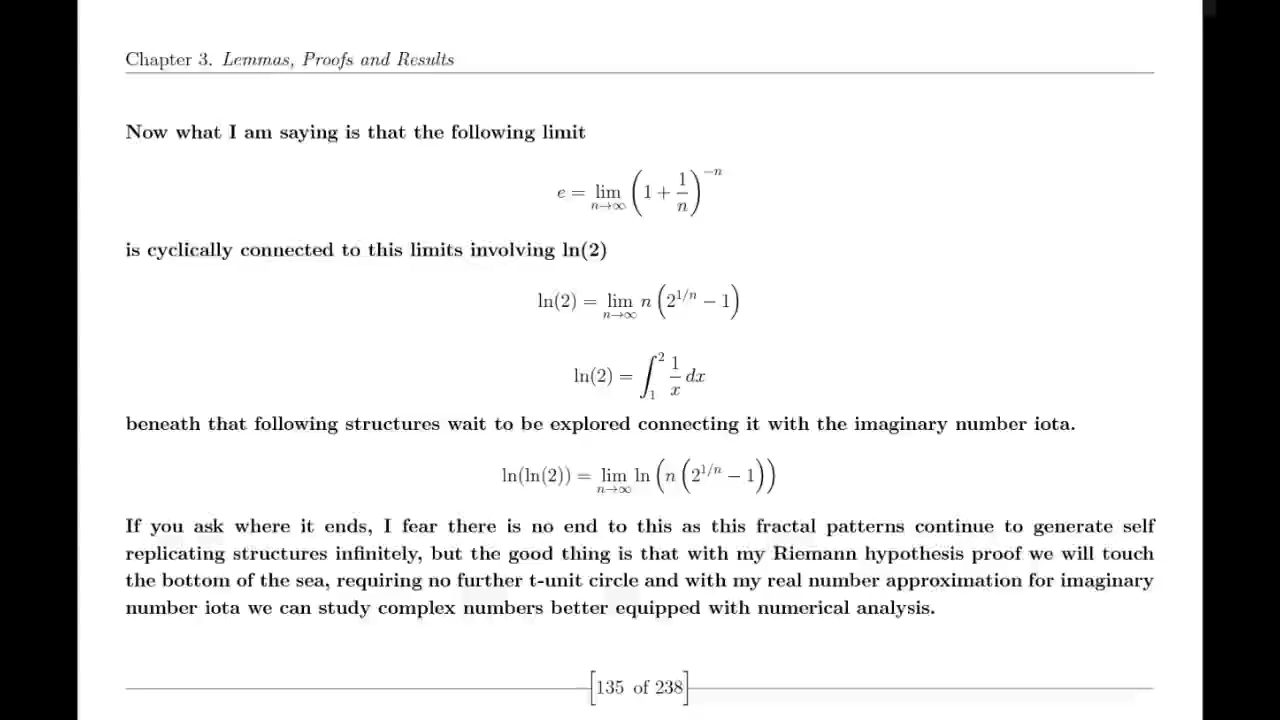 Chapter 3. Lemmas, Proofs and Results
Now what I am saying is that the following limit
e = lim n→∞ (1 + 1/n)^−n
is cyclically connected to this limits involving ln(2)
ln(2) = lim n→∞ n (2^1/n − 1)
ln(2) = ∫₁² 1/x dx
beneath that following structures wait to be explored connecting it with the imaginary number iota.
ln(ln(2)) = lim n→∞ ln (n (2^1/n − 1))
If you ask where it ends, I fear there is no end to this as this fractal patterns continue to generate self
replicating structures infinitely, but the good thing is that with my Riemann hypothesis proof we will touch
the bottom of the sea, requiring no further t-unit circle and with my real number approximation for imaginary
number iota we can study complex numbers better equipped with numerical analysis.
[135 of 238]